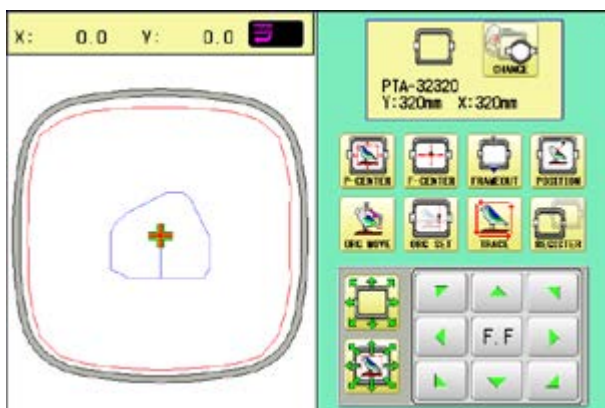 X: 0.0 Y: 0.0
CHANGE
PTA-32320
Y:320mm X:320mm
P-CENTER F-CENTER FRAMEOUT POSITION
ORG MOVE ORG SET TRACE REGISTER
F.F